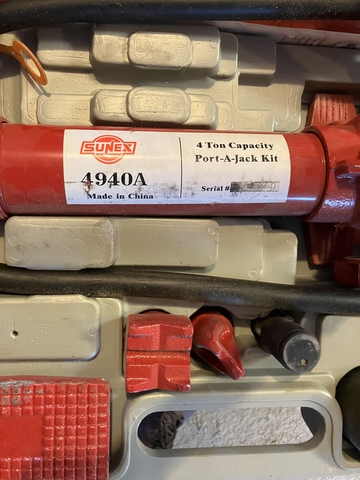 SUNEX
4940A
Made in China
4 Ton Capacity
Port-A-Jack Kit
Serial #